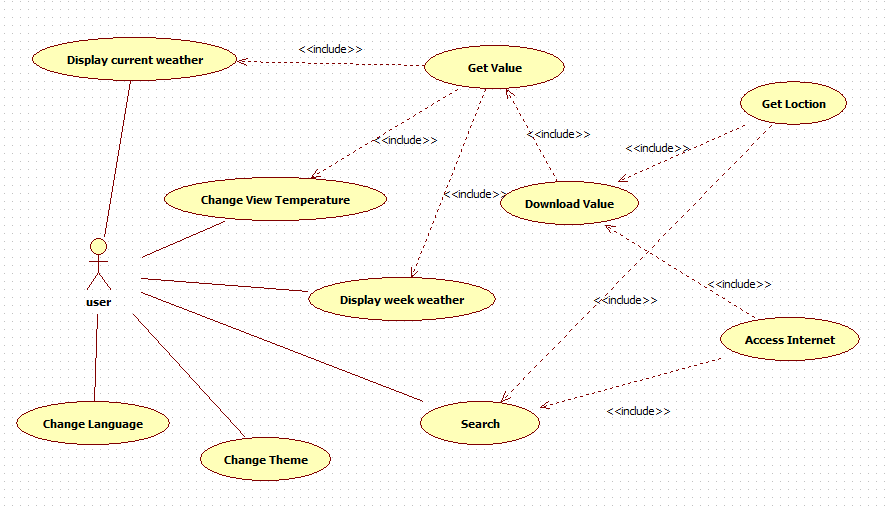 <<include>>
Display current weather
Get Value
Get Loction
<<include>>
<<include>>
<<include>>
<<include>>
Change View Temperature
Download Value
<<include>>
<<include>>
Display week weather
user
Access Internet
<<include>>
Change Language
Search
Change Theme